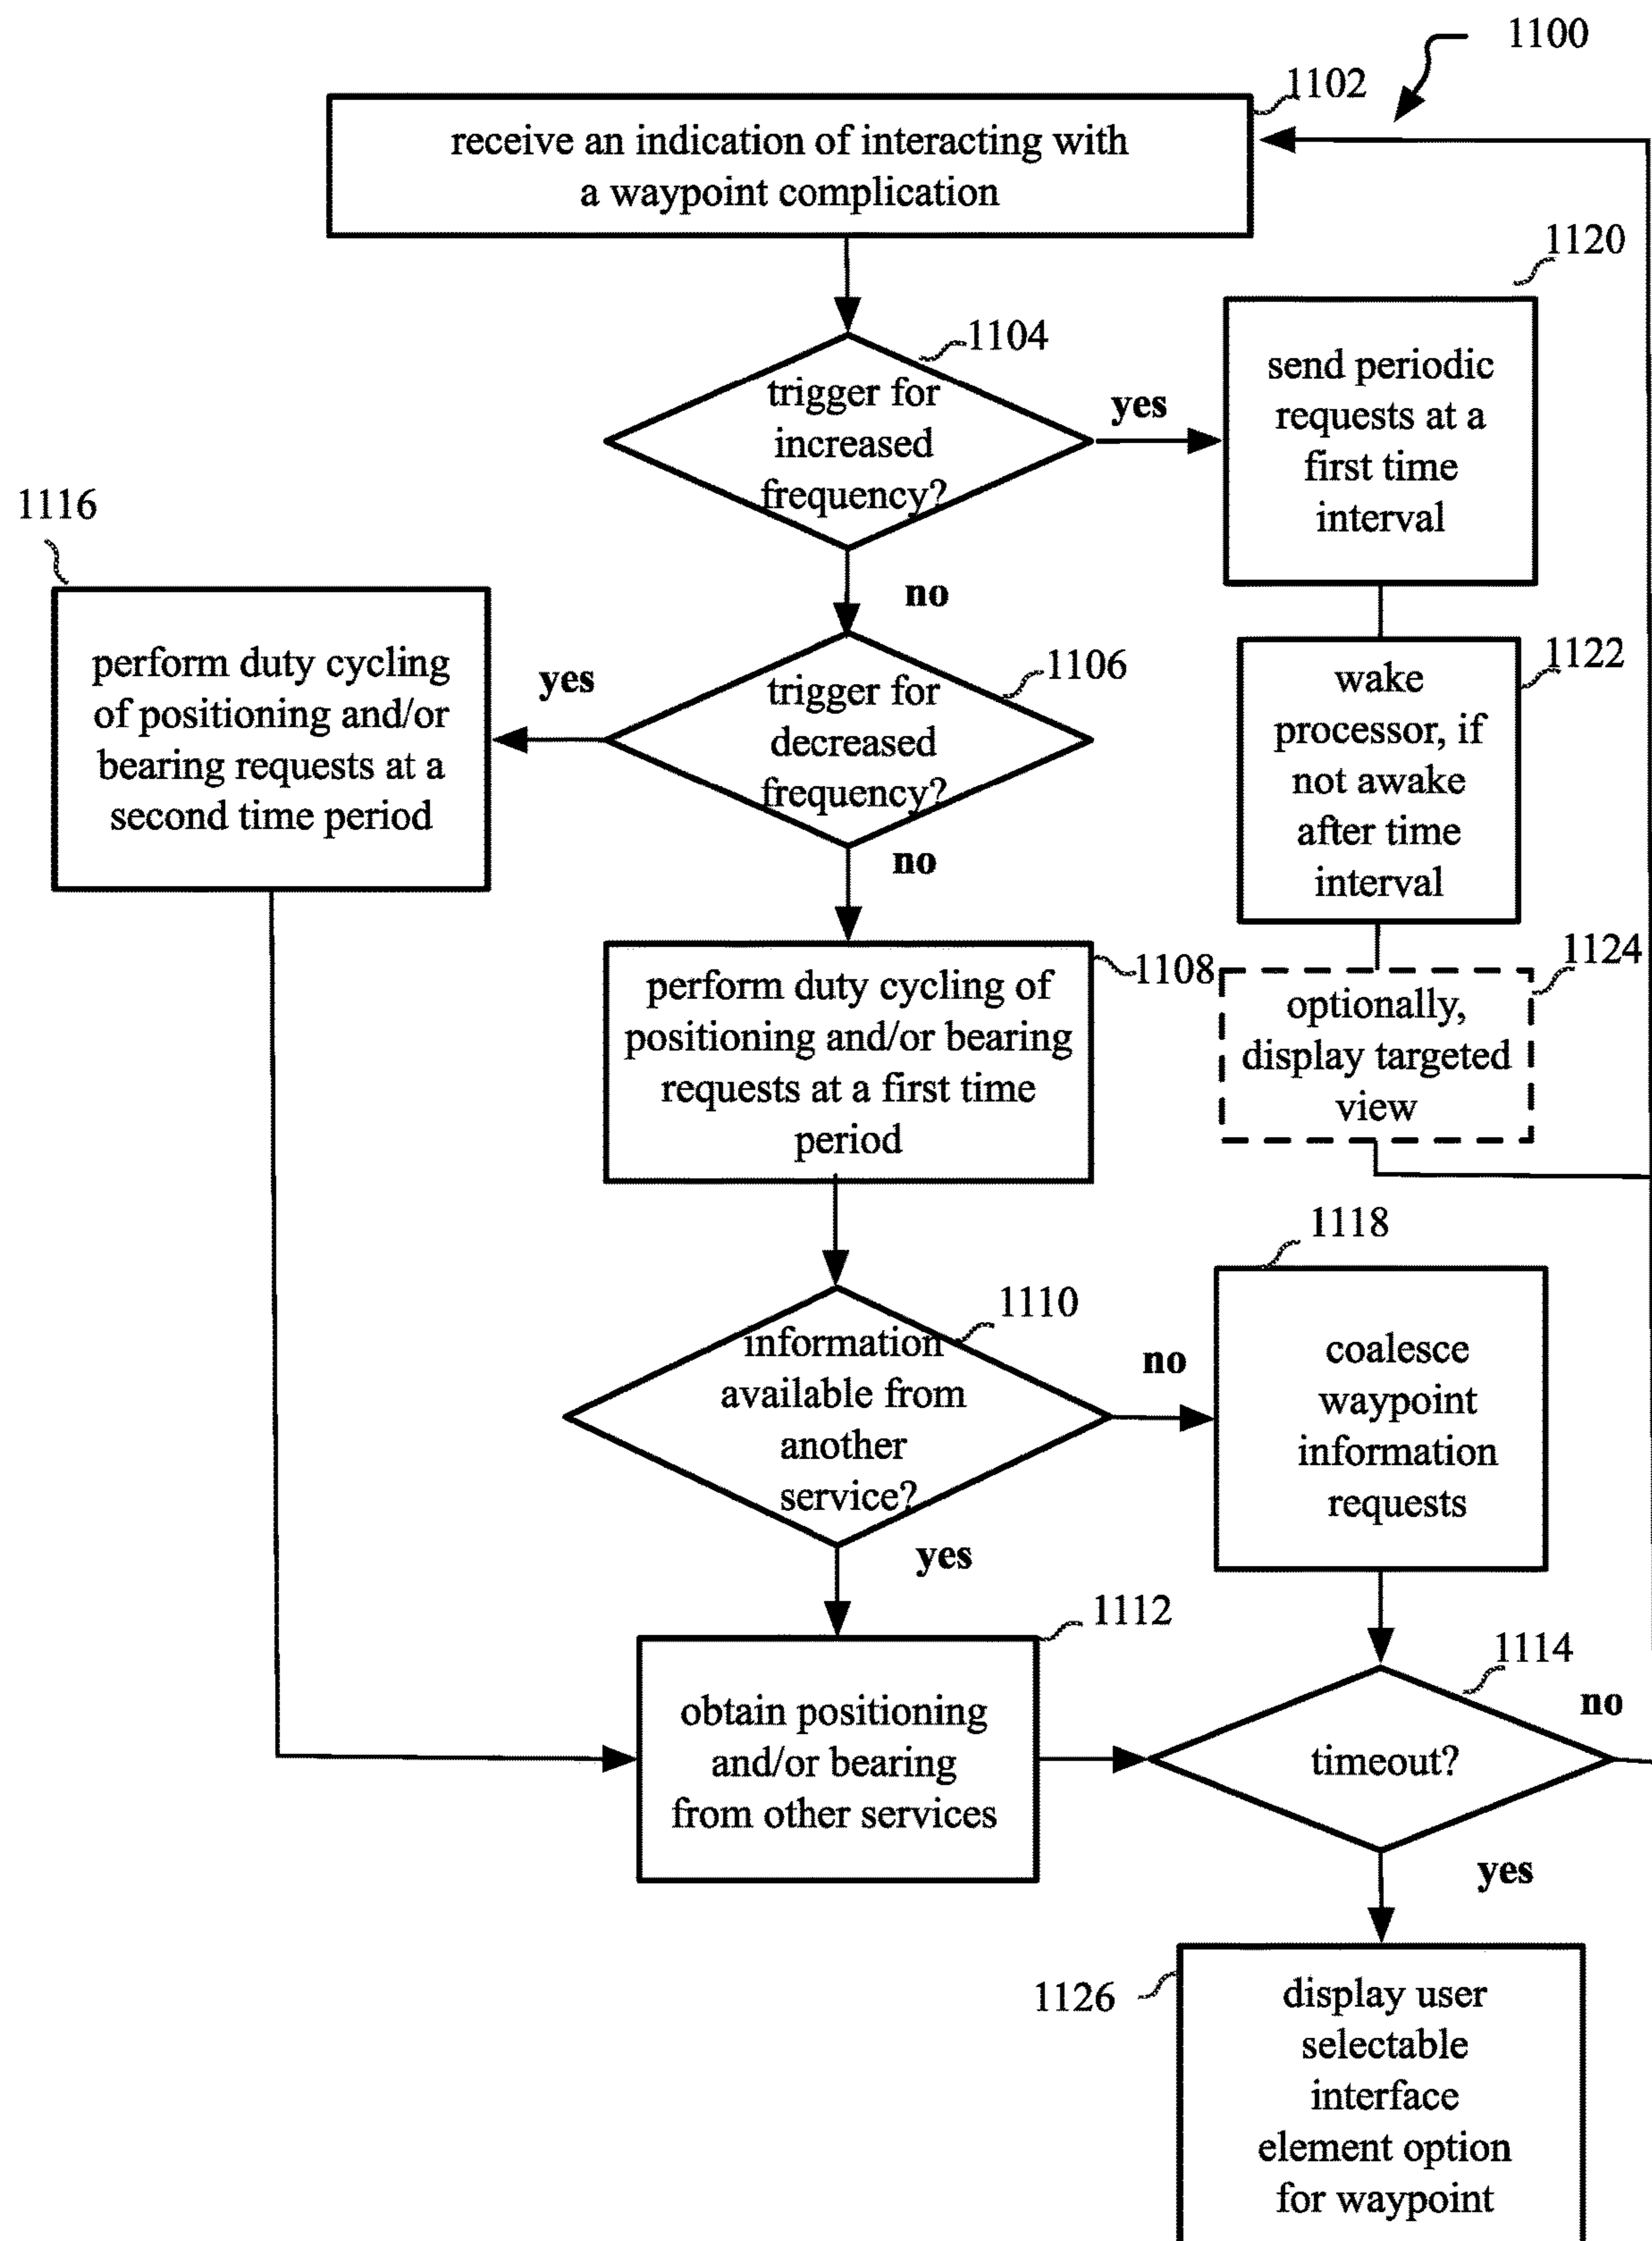 1100
1102
receive an indication of interacting with
a waypoint complication
1120
1104
trigger for
increased
frequency?
yes
send periodic
requests at a
first time
interval
no
1116
perform duty cycling
of positioning and/or
bearing requests at a
second time period
yes
1106
trigger for
decreased
frequency?
no
1122
wake
processor, if
not awake
after time
interval
1108
perform duty cycling of
positioning and/or bearing
requests at a first time
period
1124
optionally,
display targeted
view
1110
information
available from
another
service?
no
yes
1118
coalesce
waypoint
information
requests
1112
obtain positioning
and/or bearing
from other services
1114
timeout?
no
yes
1126
display user
selectable
interface
element option
for waypoint